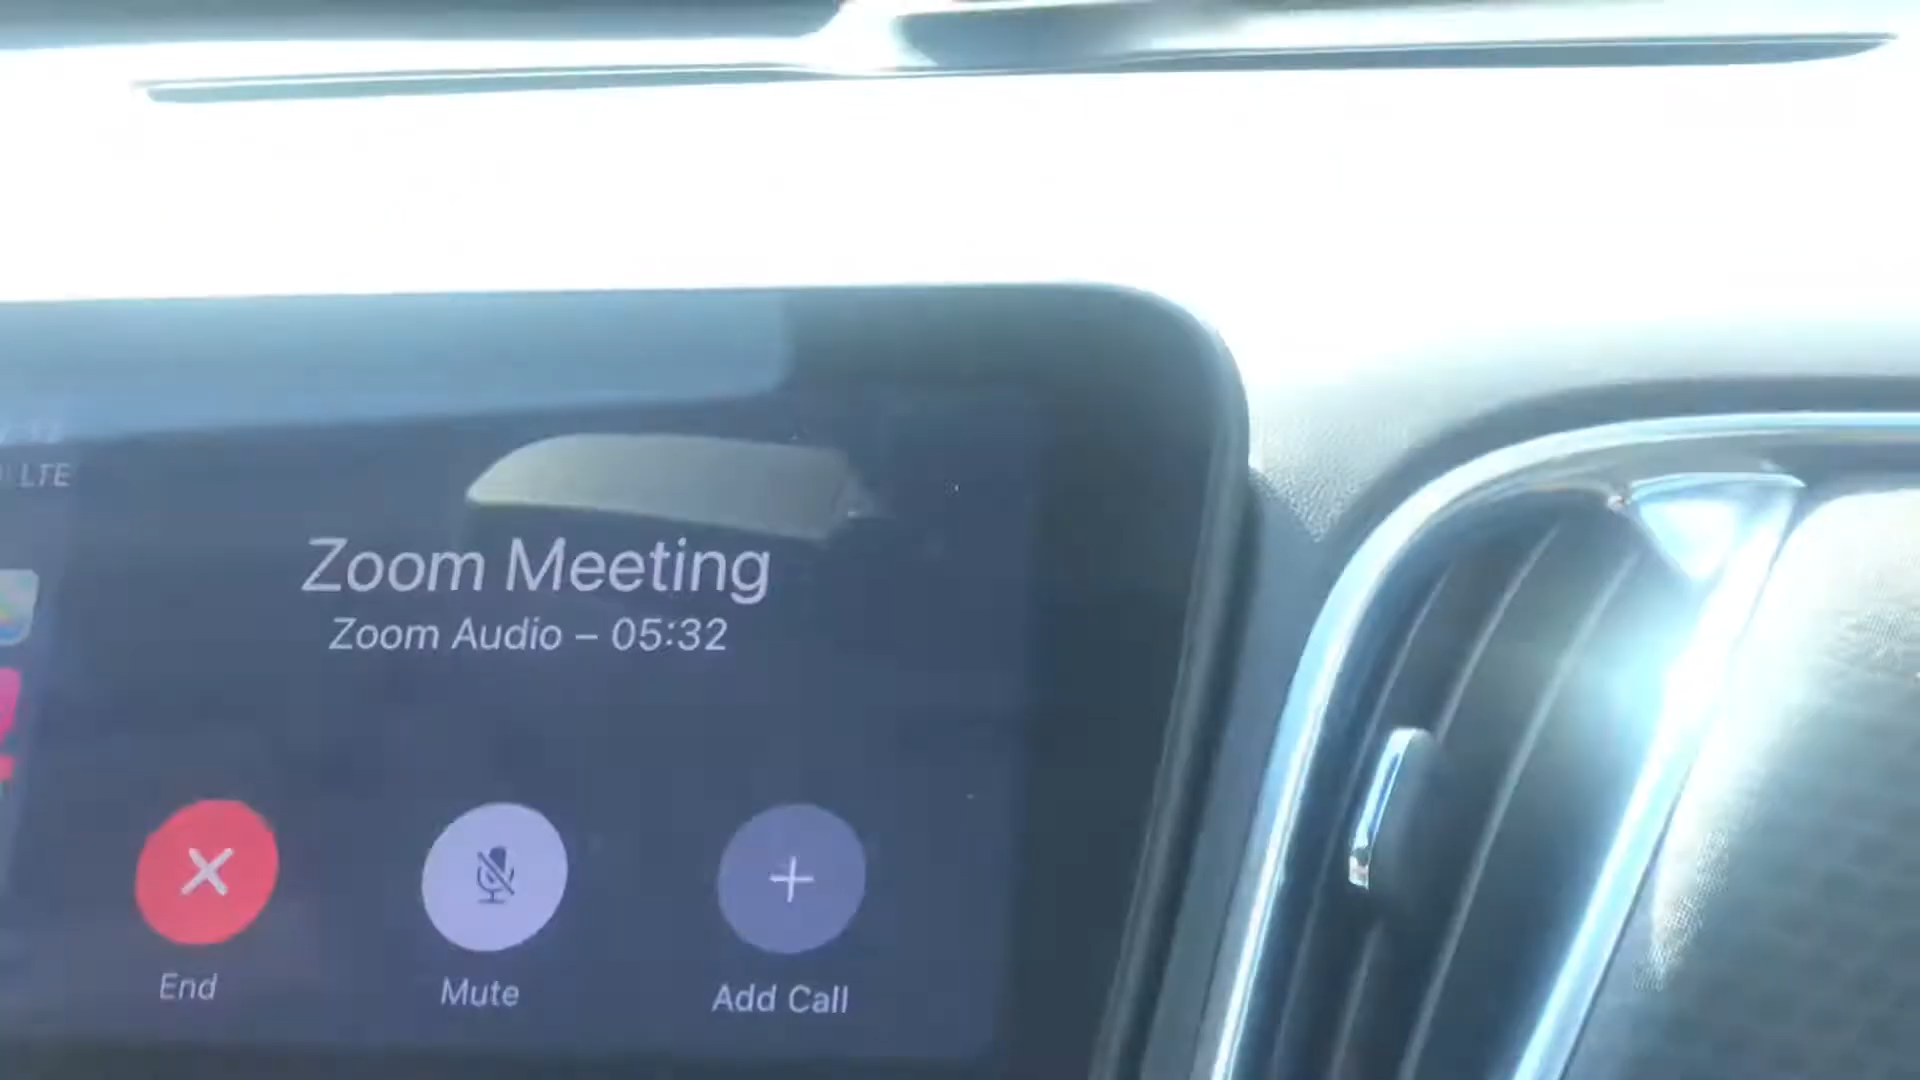 LTE
Zoom Meeting
Zoom Audio – 05:32
End
Mute
Add Call